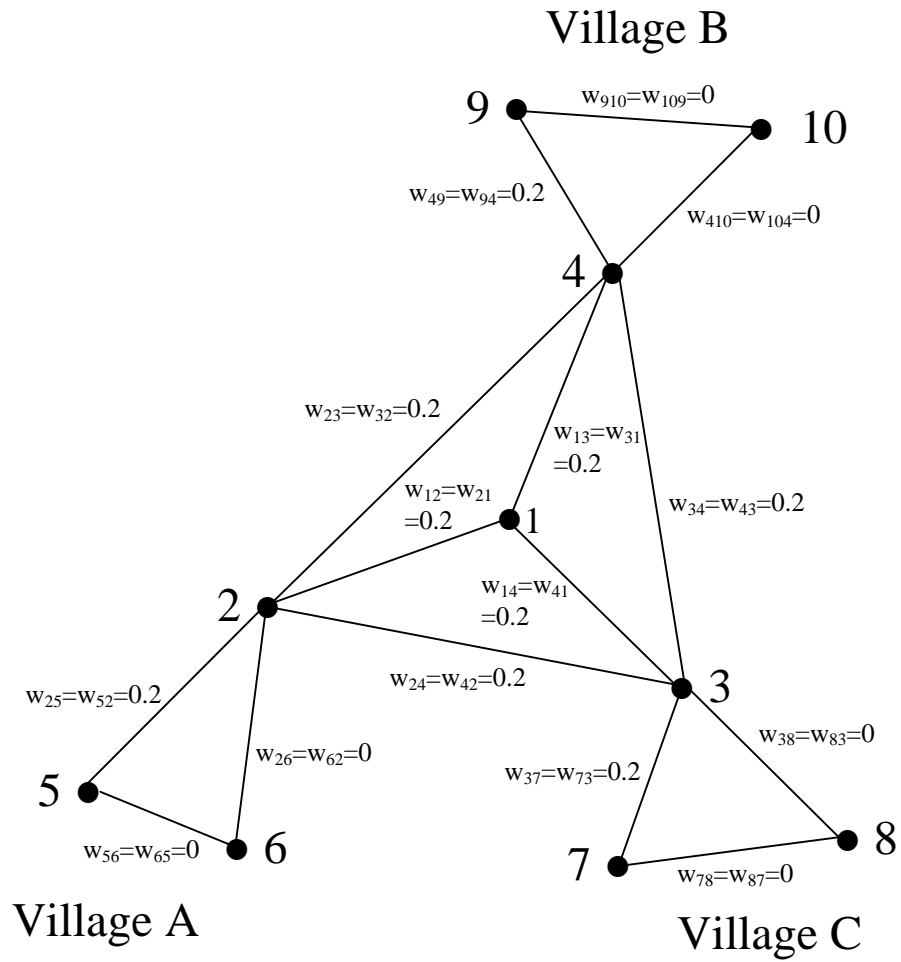 Village B
w₉₁₀=w₁₀₉=0
9
10
w₄₉=w₉₄=0.2
w₄₁₀=w₁₀₄=0
4
w₂₃=w₃₂=0.2
w₁₃=w₃₁
=0.2
w₁₂=w₂₁
=0.2
w₃₄=w₄₃=0.2
1
w₁₄=w₄₁
=0.2
2
w₂₄=w₄₂=0.2
3
w₂₅=w₅₂=0.2
w₃₈=w₈₃=0
w₂₆=w₆₂=0
w₃₇=w₇₃=0.2
5
w₅₆=w₆₅=0
6
7
8
w₇₈=w₈₇=0
Village A
Village C